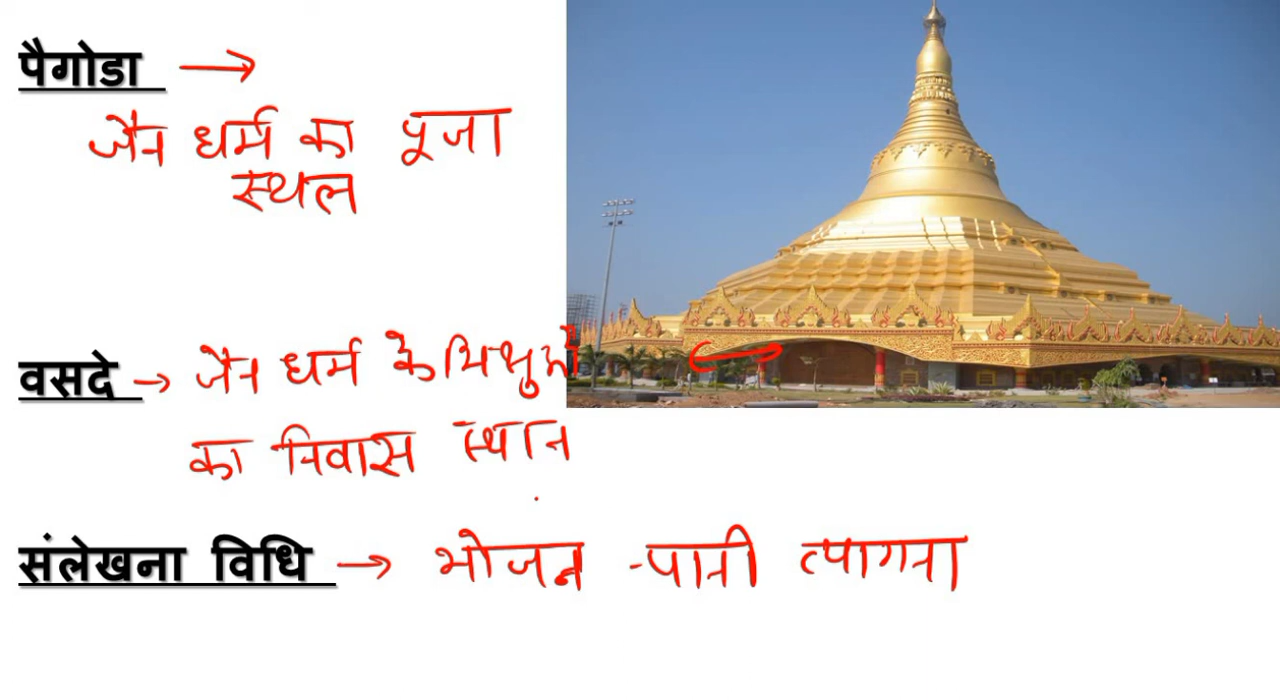 पैगोडा →
जैन धर्म का पूजा
स्थल
वसदे → जैन धर्म के भिक्षुओं
का निवास स्थान
संलेखना विधि → भोजन -पानी त्यागना